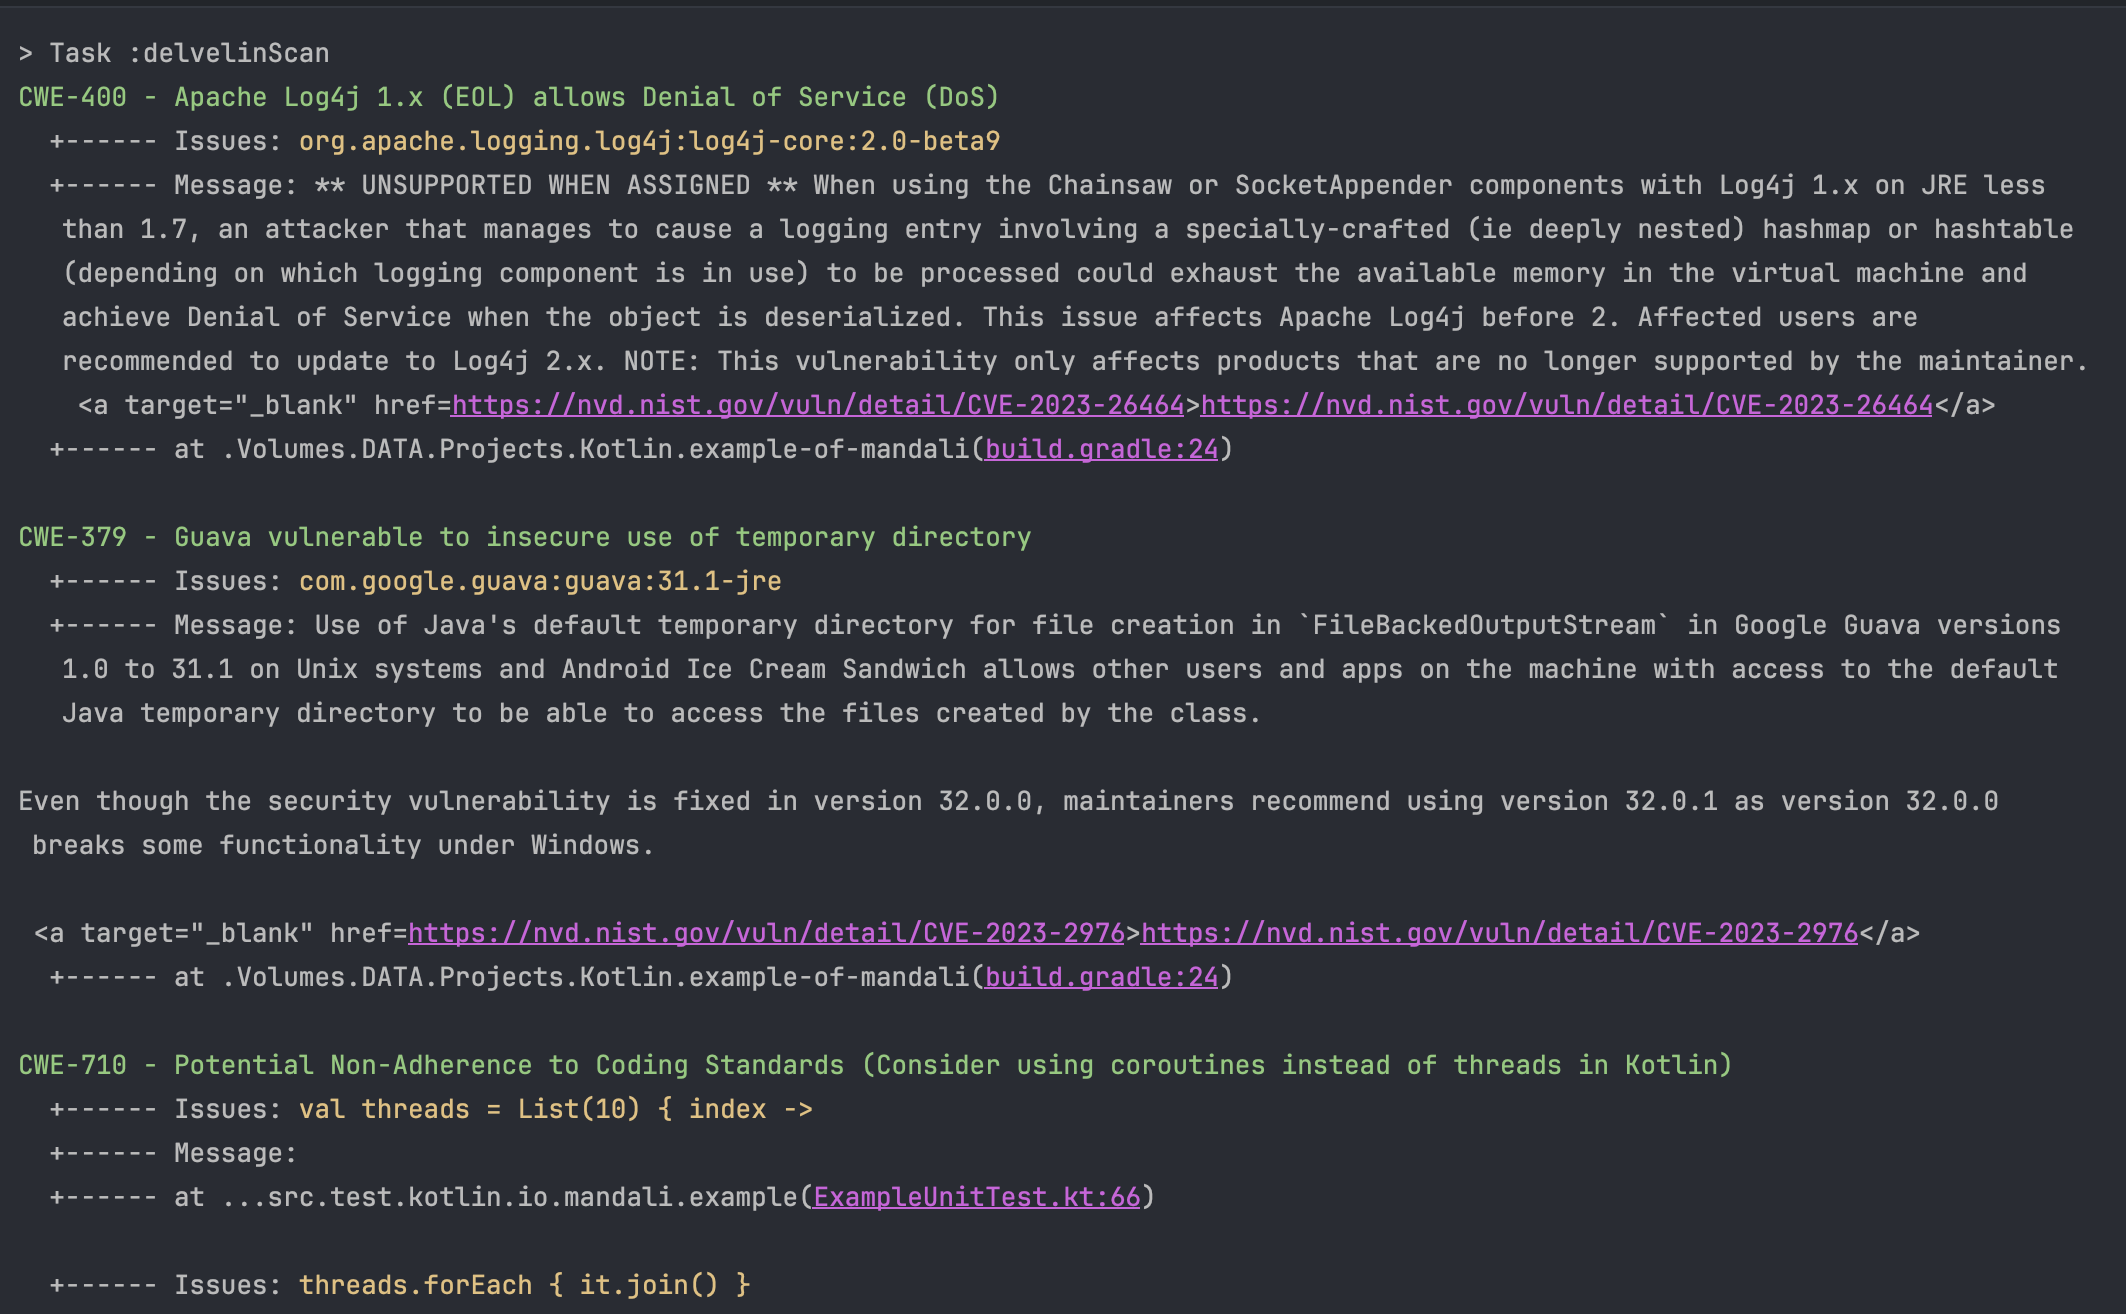 > Task :delvelinScan
CWE-400 - Apache Log4j 1.x (EOL) allows Denial of Service (DoS)
+------ Issues: org.apache.logging.log4j:log4j-core:2.0-beta9
+------ Message: ** UNSUPPORTED WHEN ASSIGNED ** When using the Chainsaw or SocketAppender components with Log4j 1.x on JRE less
than 1.7, an attacker that manages to cause a logging entry involving a specially-crafted (ie deeply nested) hashmap or hashtable
(depending on which logging component is in use) to be processed could exhaust the available memory in the virtual machine and
achieve Denial of Service when the object is deserialized. This issue affects Apache Log4j before 2. Affected users are
recommended to update to Log4j 2.x. NOTE: This vulnerability only affects products that are no longer supported by the maintainer.
<a target="_blank" href=https://nvd.nist.gov/vuln/detail/CVE-2023-26464>https://nvd.nist.gov/vuln/detail/CVE-2023-26464</a>
+------ at .Volumes.DATA.Projects.Kotlin.example-of-mandali(build.gradle:24)
CWE-379 - Guava vulnerable to insecure use of temporary directory
+------ Issues: com.google.guava:guava:31.1-jre
+------ Message: Use of Java's default temporary directory for file creation in `FileBackedOutputStream` in Google Guava versions
1.0 to 31.1 on Unix systems and Android Ice Cream Sandwich allows other users and apps on the machine with access to the default
Java temporary directory to be able to access the files created by the class.
Even though the security vulnerability is fixed in version 32.0.0, maintainers recommend using version 32.0.1 as version 32.0.0
breaks some functionality under Windows.
<a target="_blank" href=https://nvd.nist.gov/vuln/detail/CVE-2023-2976>https://nvd.nist.gov/vuln/detail/CVE-2023-2976</a>
+------ at .Volumes.DATA.Projects.Kotlin.example-of-mandali(build.gradle:24)
CWE-710 - Potential Non-Adherence to Coding Standards (Consider using coroutines instead of threads in Kotlin)
+------ Issues: val threads = List(10) { index ->
+------ Message:
+------ at ...src.test.kotlin.io.mandali.example(ExampleUnitTest.kt:66)
+------ Issues: threads.forEach { it.join() }